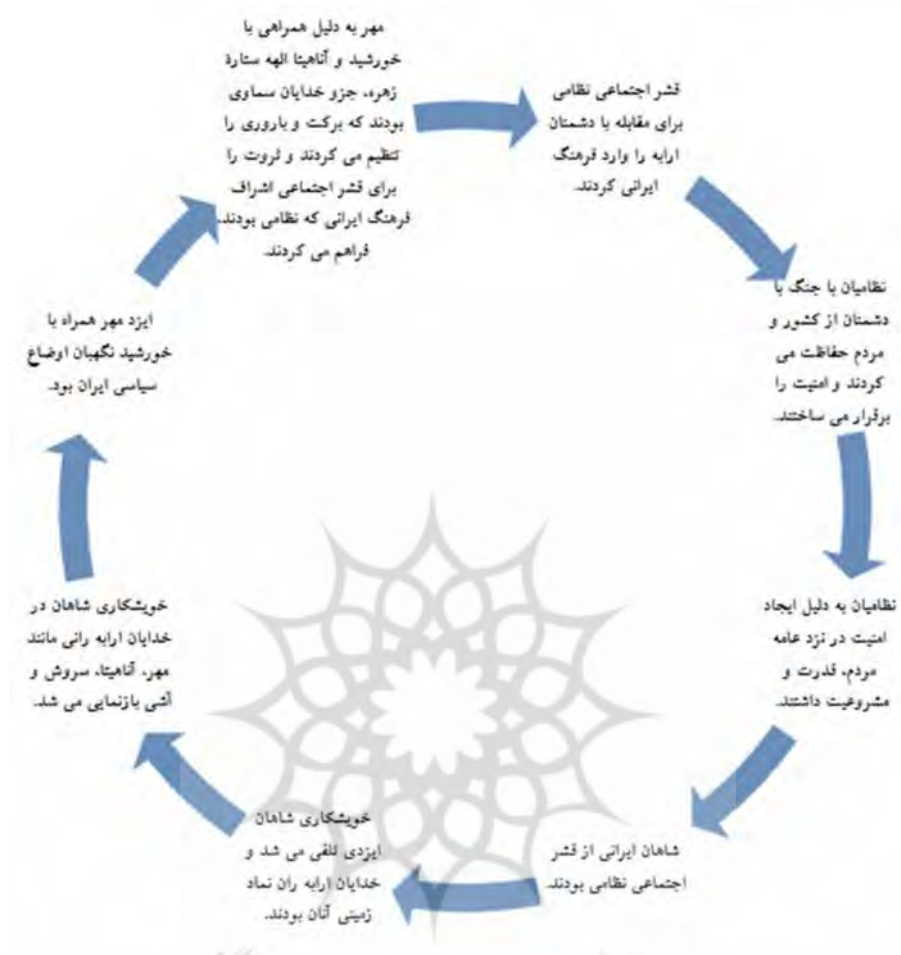 مهر به دلیل همراهی با
خورشید و آناهیتا الهه ستارۀ
زهره، جزو خدایان سماوی
بودند که برکت و باروری را
تنظیم می کردند و ثروت را
برای قشر اجتماعی اشراف
فرهنگ ایرانی که نظامی بودند،
فراهم می کردند.
قشر اجتماعی نظامی
برای مقابله با دشمنان
ارابه را وارد فرهنگ
ایرانی کردند.
نظامیان با جنگ با
دشمنان از کشور و
مردم حفاظت می
کردند و امنیت را
برقرار می ساختند.
نظامیان به دلیل ایجاد
امنیت در نزد عامه
مردم، قدرت و
مشروعیت داشتند.
شاهان ایرانی از قشر
اجتماعی نظامی بودند.
خویشکاری شاهان
ایزدی تلقی می شد و
خدایان ارابه ران نماد
زمینی آنان بودند.
خویشکاری شاهان در
خدایان ارابه رانی مانند
مهر، آناهیتا، سروش و
آشی بازنمایی می شد.
ایزد مهر همراه با
خورشید نگهبان اوضاع
سیاسی ایران بود.